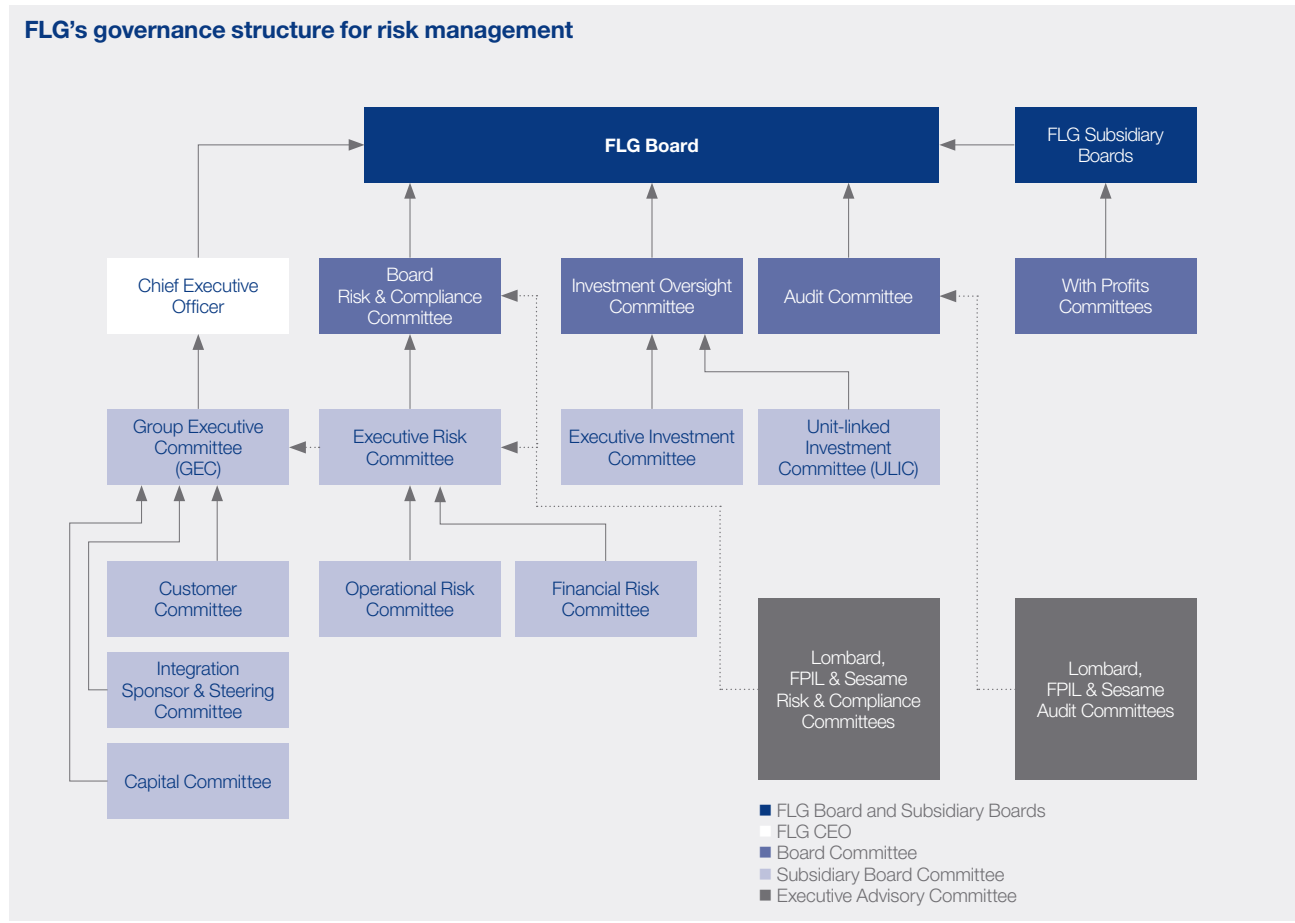 FLG's governance structure for risk management
FLG Board
FLG Subsidiary
Boards
Chief Executive
Officer
Board
Risk & Compliance
Committee
Investment Oversight
Committee
Audit Committee
With Profits
Committees
Group Executive
Committee
(GEC)
Executive Risk
Committee
Executive Investment
Committee
Unit-linked
Investment
Committee (ULIC)
Customer
Committee
Operational Risk
Committee
Financial Risk
Committee
Integration
Sponsor & Steering
Committee
Capital Committee
Lombard,
FPIL & Sesame
Risk & Compliance
Committees
Lombard,
FPIL & Sesame
Audit Committees
FLG Board and Subsidiary Boards
FLG CEO
Board Committee
Subsidiary Board Committee
Executive Advisory Committee